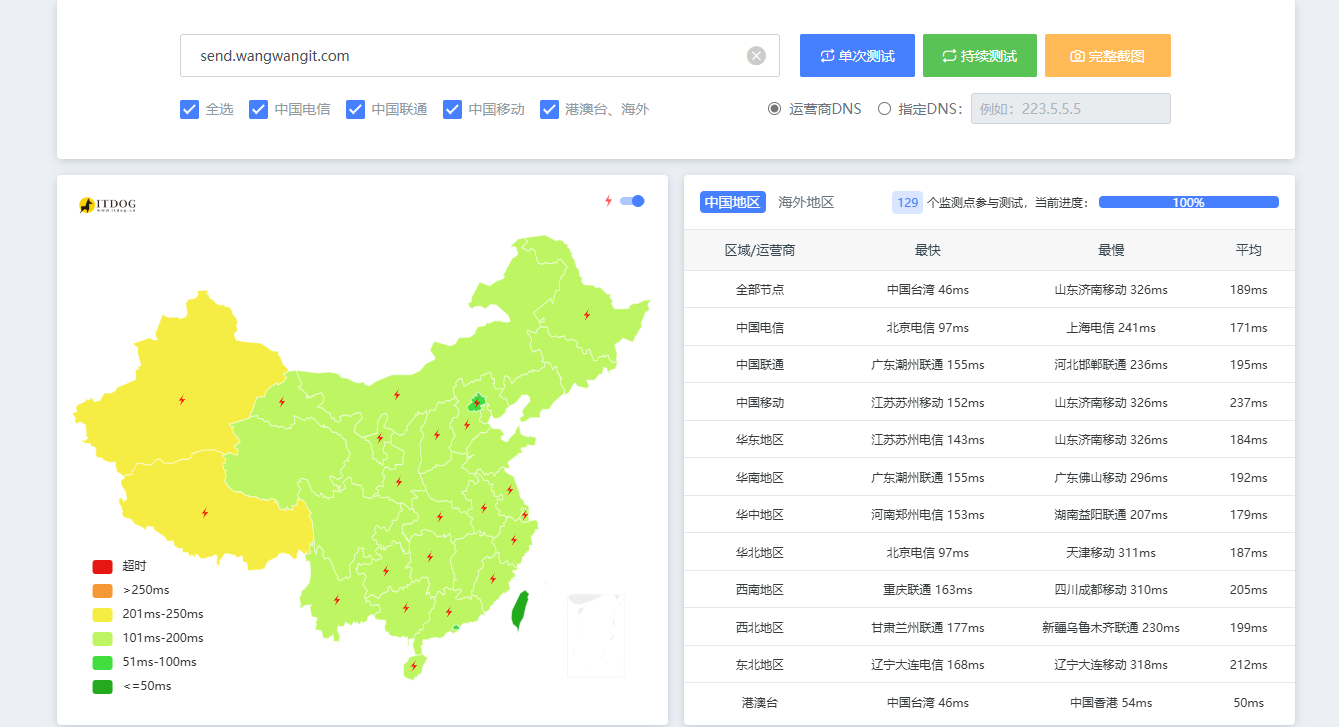 send.wangwangit.com
单次测试 持续测试 完整截图
全选 中国电信 中国联通 中国移动 港澳台、海外 运营商DNS 指定DNS： 例如：223.5.5.5
ITDOG
www.itdog.cn
超时
>250ms
201ms-250ms
101ms-200ms
51ms-100ms
<=50ms
中国地区 海外地区 129 个监测点参与测试，当前进度： 100%
区域/运营商 最快 最慢 平均
全部节点 中国台湾 46ms 山东济南移动 326ms 189ms
中国电信 北京电信 97ms 上海电信 241ms 171ms
中国联通 广东潮州联通 155ms 河北邯郸联通 236ms 195ms
中国移动 江苏苏州移动 152ms 山东济南移动 326ms 237ms
华东地区 江苏苏州电信 143ms 山东济南移动 326ms 184ms
华南地区 广东潮州联通 155ms 广东佛山移动 296ms 192ms
华中地区 河南郑州电信 153ms 湖南益阳联通 207ms 179ms
华北地区 北京电信 97ms 天津移动 311ms 187ms
西南地区 重庆联通 163ms 四川成都移动 310ms 205ms
西北地区 甘肃兰州联通 177ms 新疆乌鲁木齐联通 230ms 199ms
东北地区 辽宁大连电信 168ms 辽宁大连移动 318ms 212ms
港澳台 中国台湾 46ms 中国香港 54ms 50ms